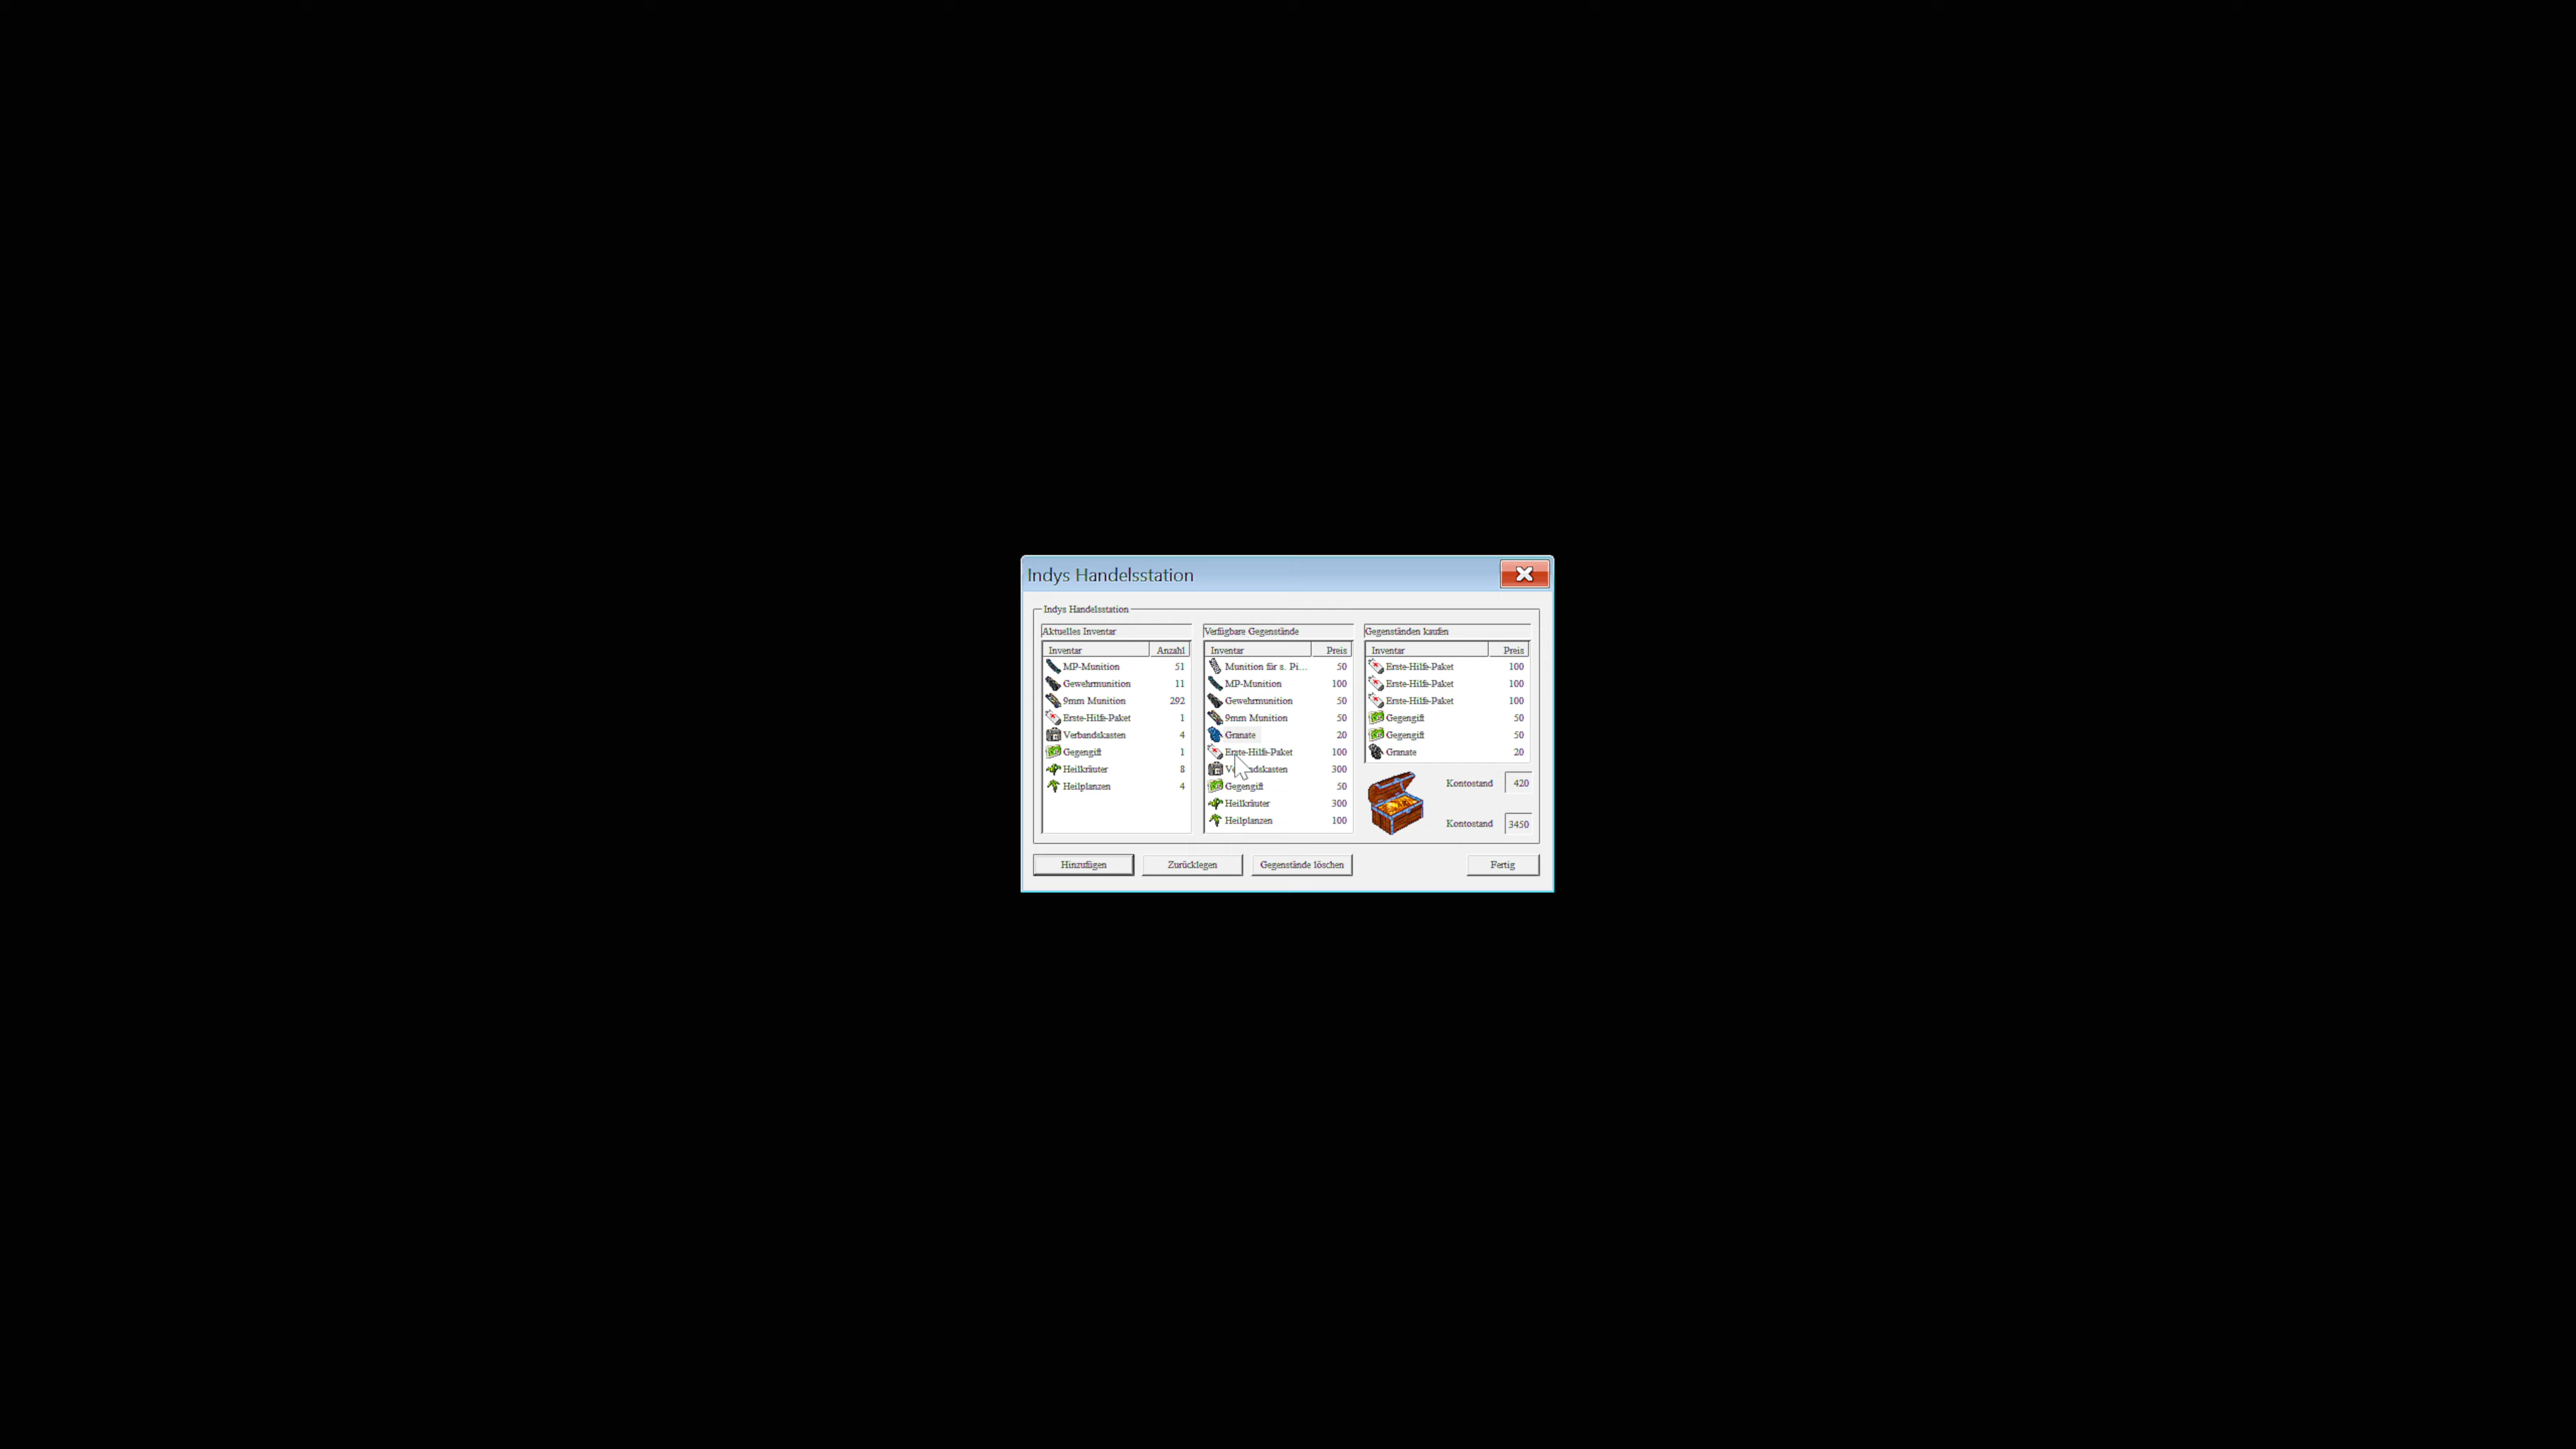 Indys Handelsstation
Indys Handelsstation
Aktuelles Inventar
Inventar Anzahl
MP-Munition 51
Gewehrmunition 11
9mm Munition 292
Erste-Hilfe-Paket 1
Verbandskasten 4
Gegengift 1
Heilkräuter 8
Heilplanzen 4
Verfügbare Gegenstände
Inventar Preis
Munition für s. Pi... 50
MP-Munition 100
Gewehrmunition 50
9mm Munition 50
Granate 20
Erste-Hilfe-Paket 100
Verbandskasten 300
Gegengift 50
Heilkräuter 300
Heilplanzen 100
Gegenständen kaufen
Inventar Preis
Erste-Hilfe-Paket 100
Erste-Hilfe-Paket 100
Erste-Hilfe-Paket 100
Gegengift 50
Gegengift 50
Granate 20
Kontostand 420
Kontostand 3450
Hinzufügen Zurücklegen Gegenstände löschen Fertig